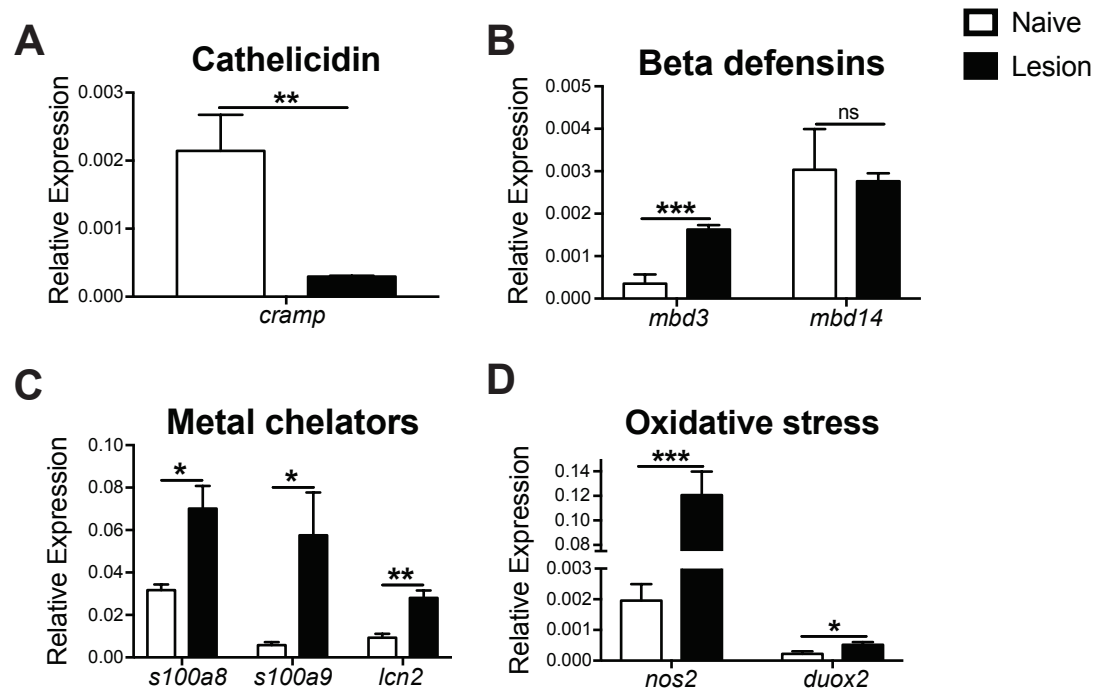 Naive
Lesion
A
Cathelicidin
Relative Expression
0.003
0.002
0.001
0.000
**
cramp
B
Beta defensins
Relative Expression
0.005
0.004
0.003
0.002
0.001
0.000
***
ns
mbd3 mbd14
C
Metal chelators
Relative Expression
0.10
0.08
0.06
0.04
0.02
0.00
*
*
**
s100a8 s100a9 lcn2
D
Oxidative stress
Relative Expression
0.14
0.12
0.10
0.08
0.003
0.002
0.001
0.000
***
*
nos2 duox2